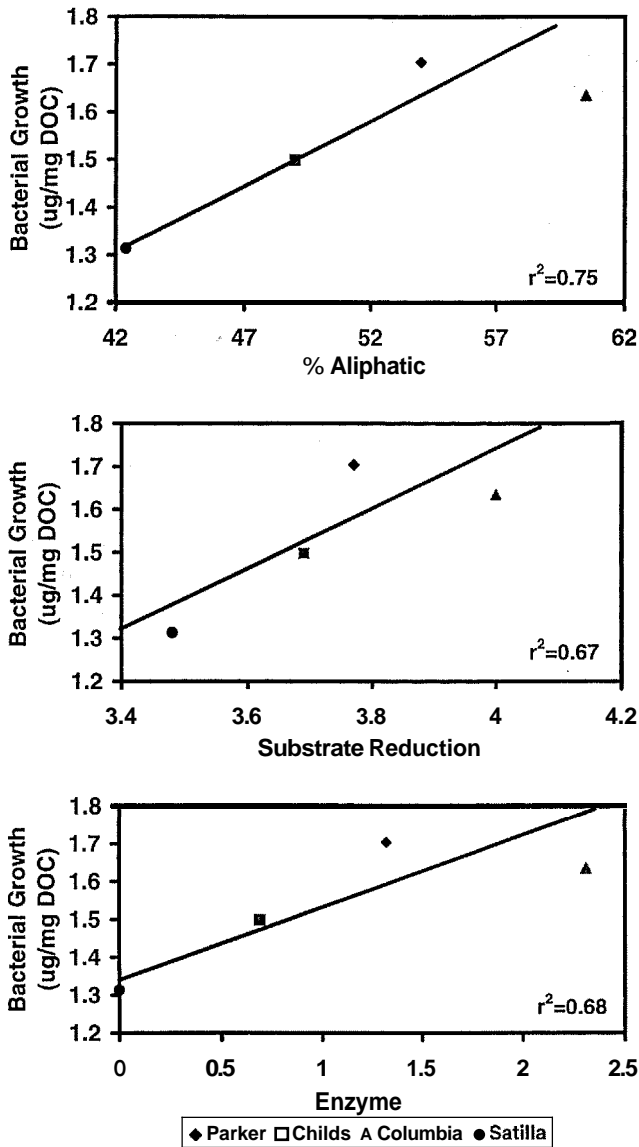 1.8
1.7
1.6
1.5
1.4
1.3
1.2
Bacterial Growth
(ug/mg DOC)
r²=0.75
42 47 52 57 62
% Aliphatic
1.8
1.7
1.6
1.5
1.4
1.3
1.2
Bacterial Growth
(ug/mg DOC)
r²=0.67
3.4 3.6 3.8 4 4.2
Substrate Reduction
1.8
1.7
1.6
1.5
1.4
1.3
1.2
Bacterial Growth
(ug/mg DOC)
r²=0.68
0 0.5 1 1.5 2 2.5
Enzyme
◆ Parker □ Childs A Columbia ● Satilla